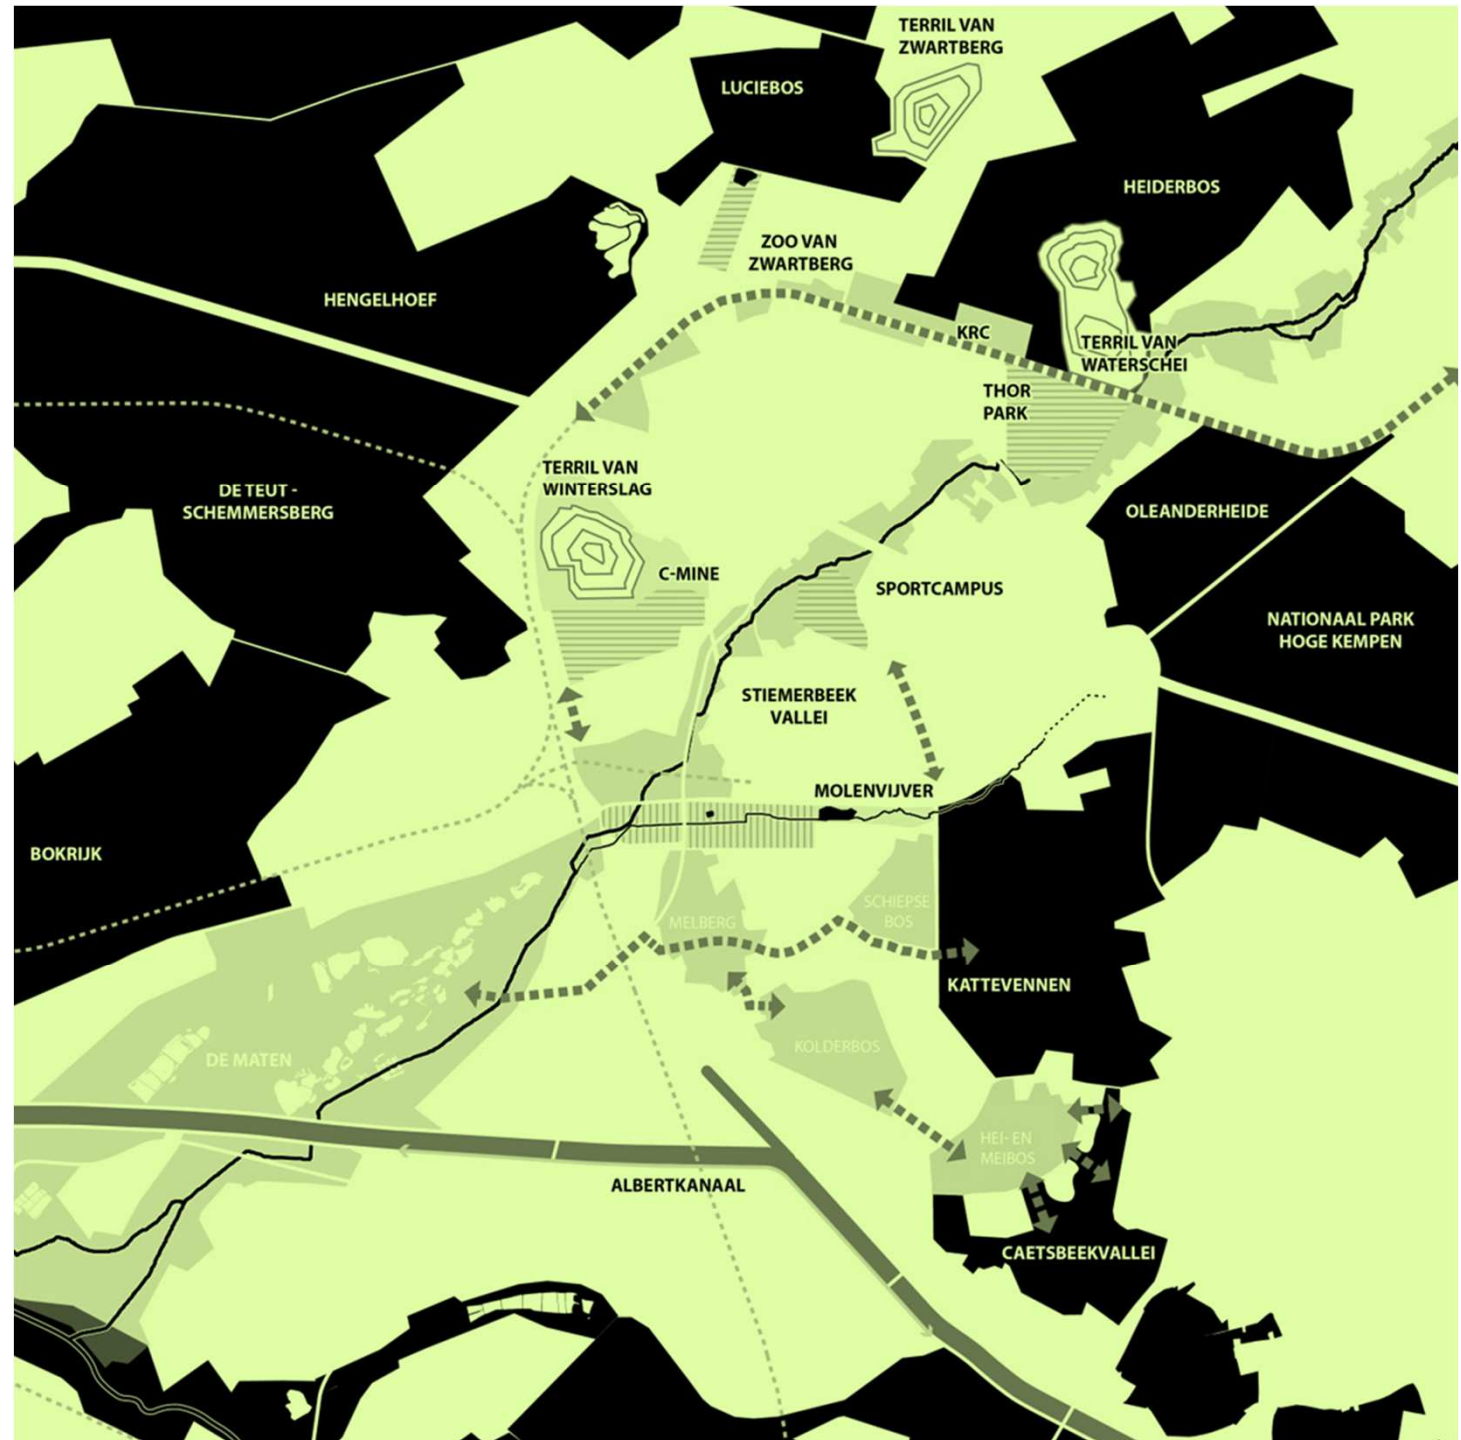 TERRIL VAN
ZWARTBERG
LUCIEBOS
HEIDERBOS
ZOO VAN
ZWARTBERG
HENGELHOEF
KRC
TERRIL VAN
WATERSCHEI
THOR
PARK
TERRIL VAN
WINTERSLAG
DE TEUT -
SCHEMMERSBERG
OLEANDERHEIDE
C-MINE
SPORTCAMPUS
NATIONAAL PARK
HOGE KEMPEN
STIEMERBEEK
VALLEI
MOLENVIJVER
BOKRIJK
SCHIEPSE
BOS
MELBERG
KATTEVENNEN
KOLDERBOS
DE MATEN
HEI- EN
MEIBOS
ALBERTKANAAL
CAETSBEEKVALLEI